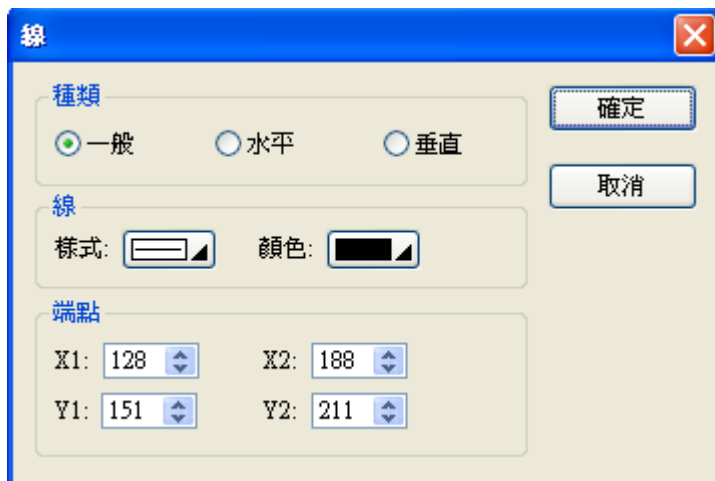 線
種類
一般 水平 垂直
確定
取消
線
樣式: 顏色:
端點
X1: 128 X2: 188
Y1: 151 Y2: 211